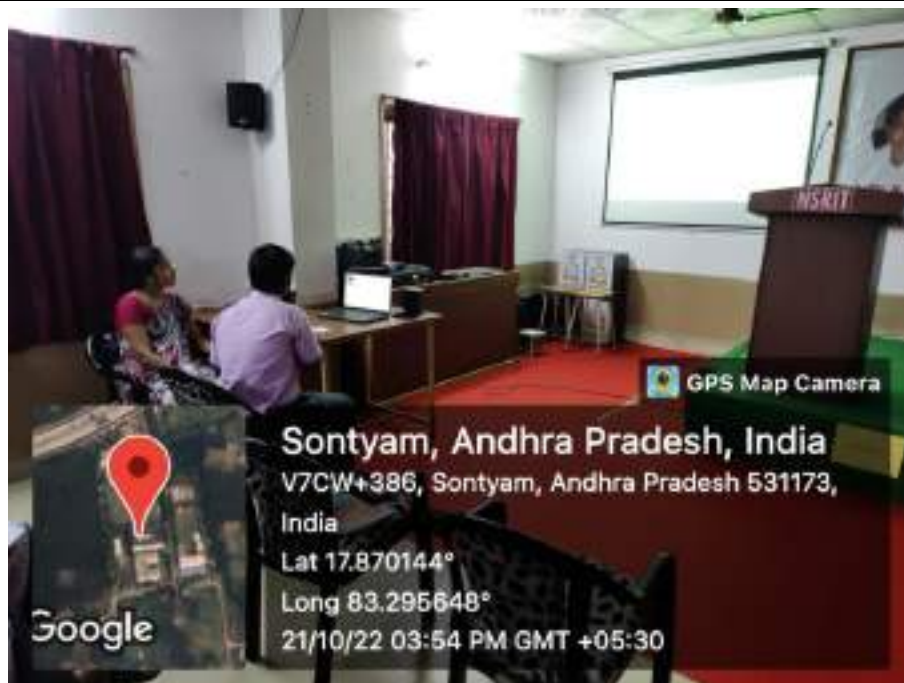 NSRIT
GPS Map Camera
Sontyam, Andhra Pradesh, India
V7CW+386, Sontyam, Andhra Pradesh 531173,
India
Lat 17.870144°
Long 83.295648°
21/10/22 03:54 PM GMT +05:30
Google